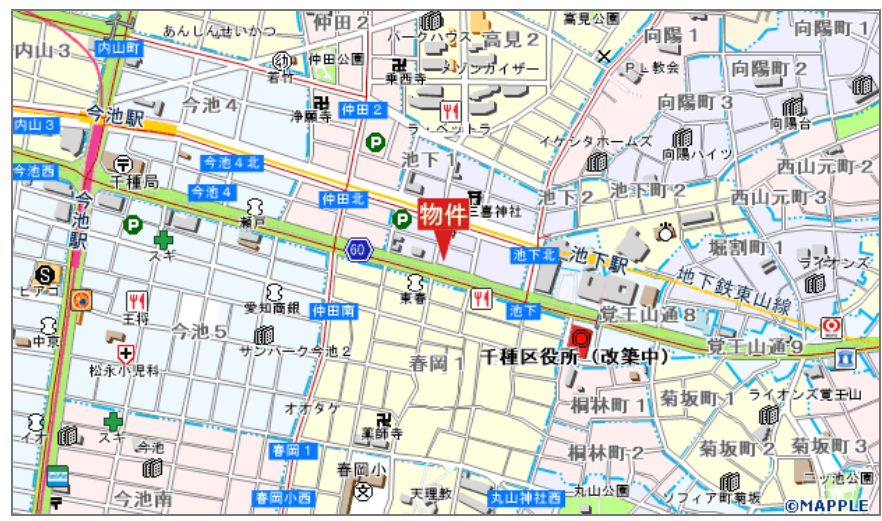 あんしんせいかつ
仲田2
パークハウス
高見2
高見公園
向陽1
向陽町1
内山3
内山町
仲田公園
若竹
乗西寺
メゾンカイザー
PL教会
向陽町2
今池4
浄願寺
仲田2
ラ・ベットラ
向陽町3
向陽台
今池駅
内山3
P
イケシタホームズ
向陽ハイツ
今池西
千種局
今池4北
今池4
池下1
西山元町2
池下2
池下町2
西山元町3
仲田北
P
物件
三喜神社
今池駅
P
瀬戸
スギ
60
池下北
池下駅
堀割町1
ライオンズ
地下鉄東山線
S
ピアゴ
愛知商銀
東春
仲田南
池下
覚王山通8
王将
中京
今池5
サンパーク今池2
覚王山通9
松永小児科
春岡1
千種区役所(改築中)
オオタケ
桐林町1
菊坂町1
ライオンズ覚王山
イオ
スギ
今池
薬師寺
春岡1
桐林町2
菊坂町2
菊坂町3
春岡小
文
今池南
春岡小西
天理教
丸山神社西
丸山公園
ソフィア町菊坂
二ッ池公園
©MAPPLE